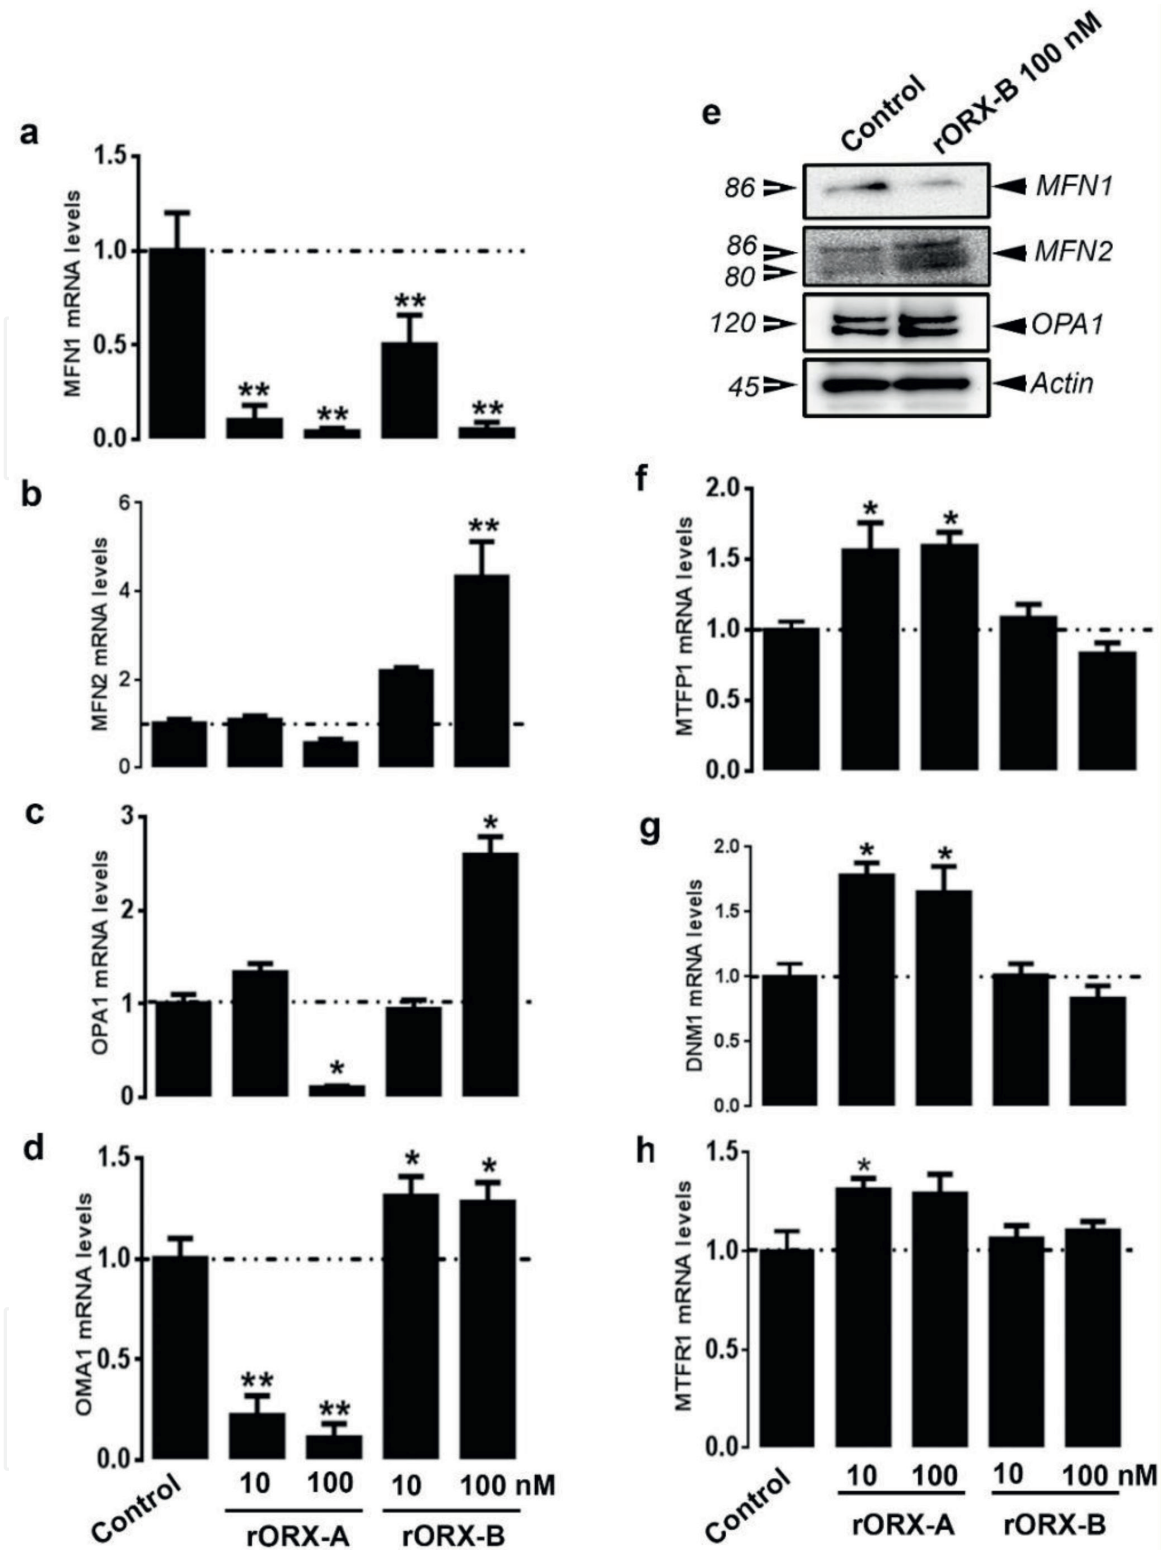 a
MFN1 mRNA levels
1.5
1.0
0.5
0.0
**
**
**
**
b
MFN2 mRNA levels
6
4
2
0
**
c
OPA1 mRNA levels
3
2
1
0
*
*
d
OMA1 mRNA levels
1.5
1.0
0.5
0.0
**
**
*
*
Control
10
100
10
100 nM
rORX-A
rORX-B
e
Control
rORX-B 100 nM
86
MFN1
86
MFN2
80
120
OPA1
45
Actin
f
MTFP1 mRNA levels
2.0
1.5
1.0
0.5
0.0
*
*
g
DNM1 mRNA levels
2.0
1.5
1.0
0.5
0.0
*
*
h
MTFR1 mRNA levels
1.5
1.0
0.5
0.0
*
Control
10
100
10
100 nM
rORX-A
rORX-B